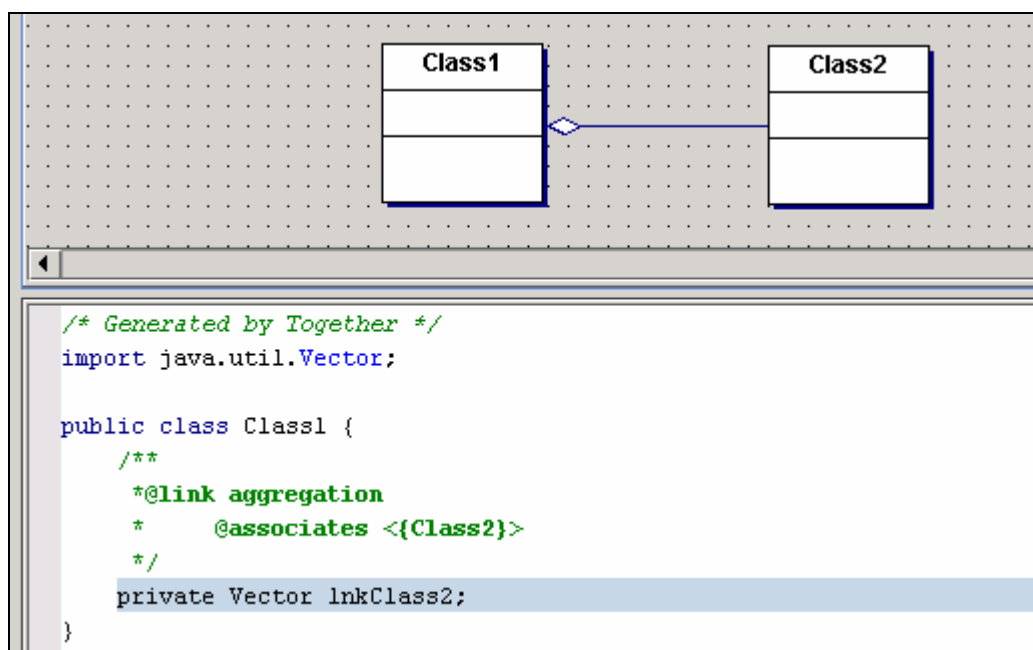 Class1
Class2
/* Generated by Together */
import java.util.Vector;
public class Class1 {
/**
*@link aggregation
* @associates <{Class2}>
*/
private Vector lnkClass2;
}